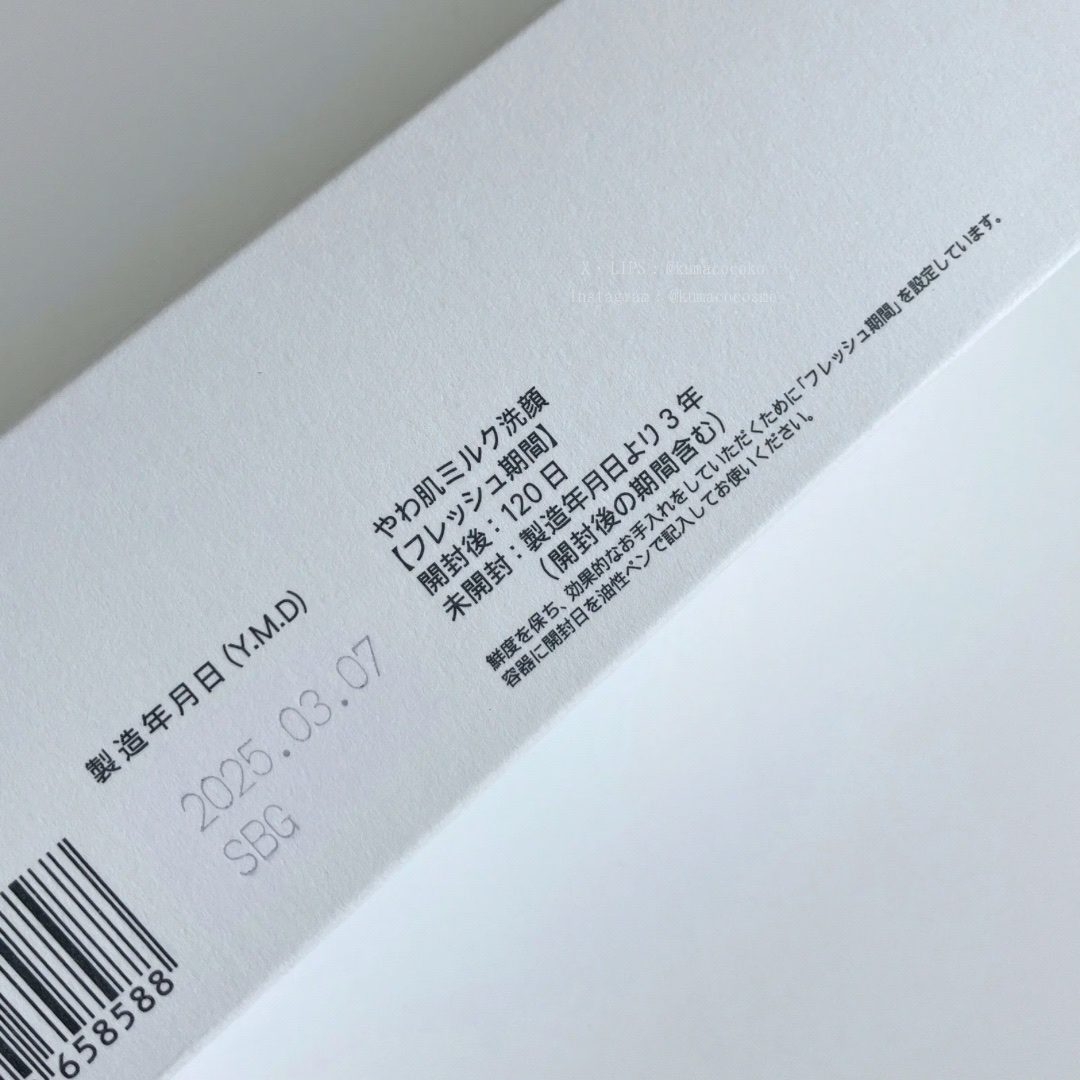 X・LIPS：@kumacocoko
Instagram：@kumacocosme
やわ肌ミルク洗顔
【フレッシュ期間】
開封後：120日
未開封：製造年月日より3年
（開封後の期間含む）
鮮度を保ち、効果的なお手入れをしていただくために「フレッシュ期間」を設定しています。
容器に開封日を油性ペンで記入してお使いください。
製造年月日(Y.M.D)
2025.03.07
SBG
658588